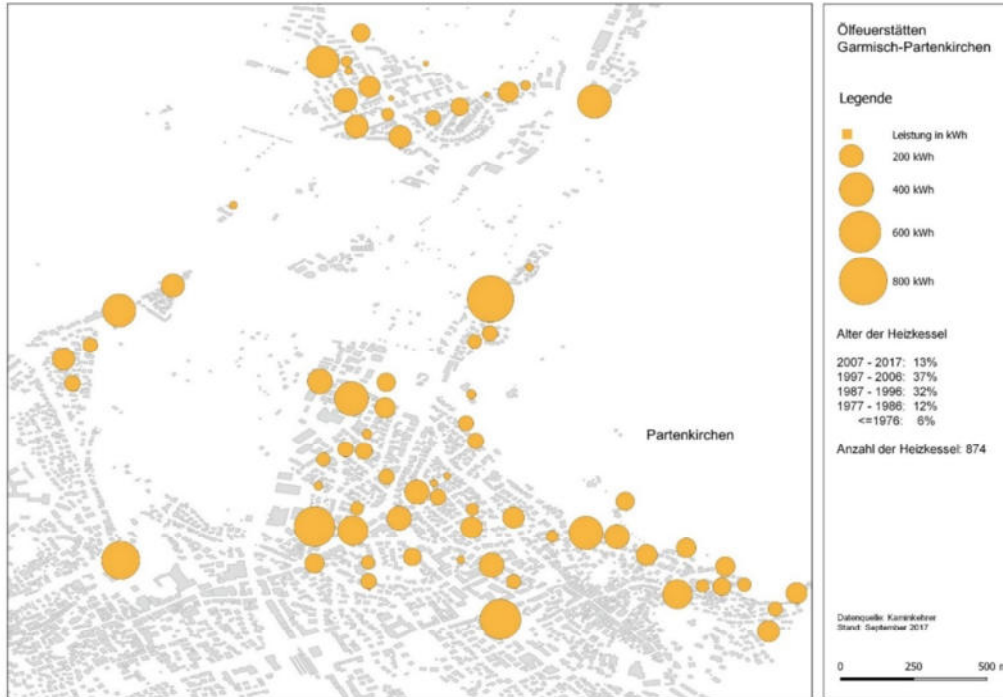 Ölfeuerstätten
Garmisch-Partenkirchen
Legende
Leistung in kWh
200 kWh
400 kWh
600 kWh
800 kWh
Alter der Heizkessel
2007 - 2017: 13%
1997 - 2006: 37%
1987 - 1996: 32%
1977 - 1986: 12%
<=1976: 6%
Anzahl der Heizkessel: 874
Partenkirchen
Datenquelle: Kaminkehrer
Stand: September 2017
0 250 500 m